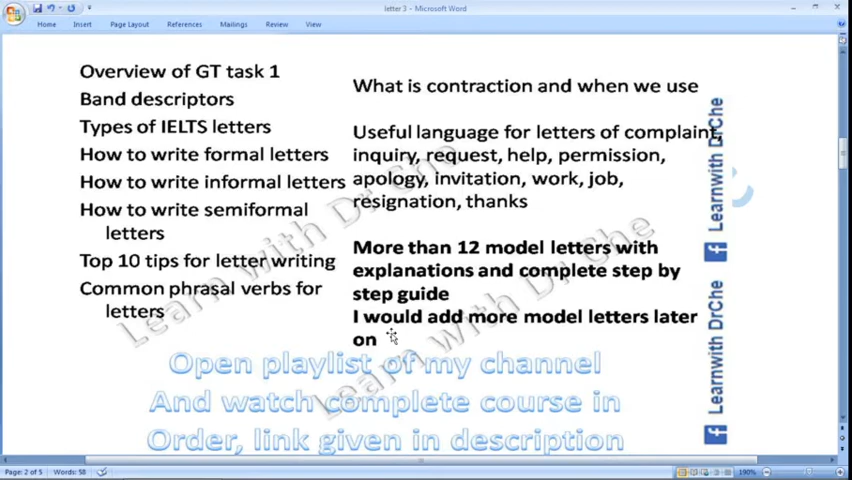 letter 3 - Microsoft Word
Home Insert Page Layout References Mailings Review View
Overview of GT task 1
Band descriptors
Types of IELTS letters
How to write formal letters
How to write informal letters
How to write semiformal
letters
Top 10 tips for letter writing
Common phrasal verbs for
letters
What is contraction and when we use
Useful language for letters of complaint,
inquiry, request, help, permission,
apology, invitation, work, job,
resignation, thanks
More than 12 model letters with
explanations and complete step by
step guide
I would add more model letters later
on
Learn with Dr Che
Learn with Dr Che
Open playlist of my channel
And watch complete course in
Order, link given in description
Learnwith DrChe
Learnwith DrChe
Page: 2 of 5 Words: 58 190%